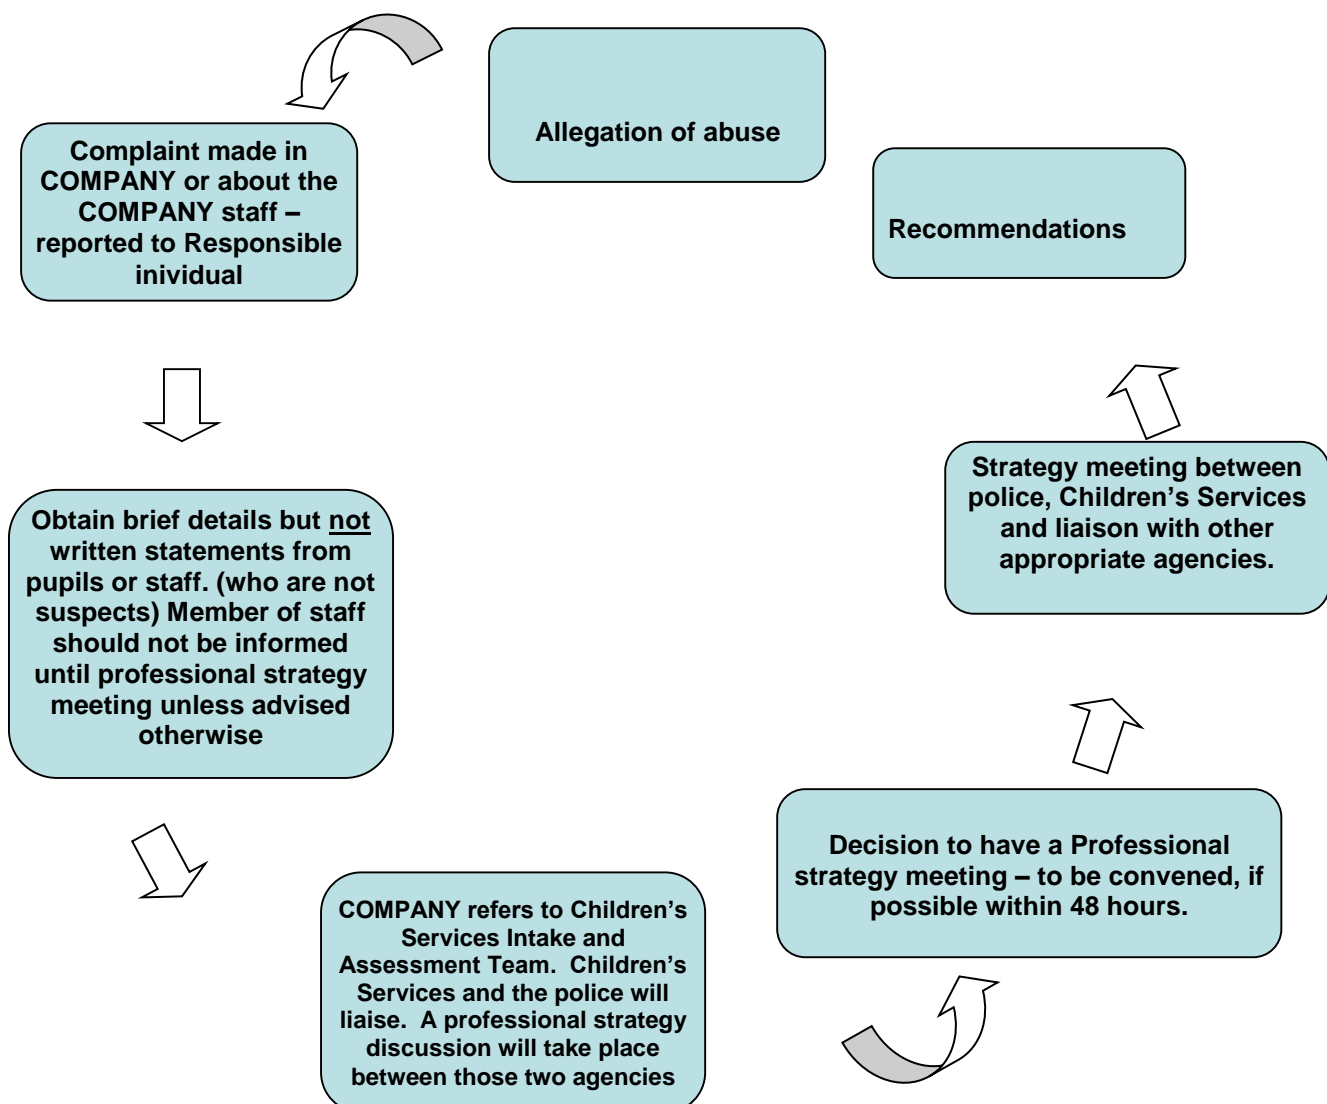 Allegation of abuse
Complaint made in
COMPANY or about the
COMPANY staff –
reported to Responsible
inividual
Obtain brief details but not
written statements from
pupils or staff. (who are not
suspects) Member of staff
should not be informed
until professional strategy
meeting unless advised
otherwise
COMPANY refers to Children’s
Services Intake and
Assessment Team.  Children’s
Services and the police will
liaise.  A professional strategy
discussion will take place
between those two agencies
Decision to have a Professional
strategy meeting – to be convened, if
possible within 48 hours.
Strategy meeting between
police, Children’s Services
and liaison with other
appropriate agencies.
Recommendations